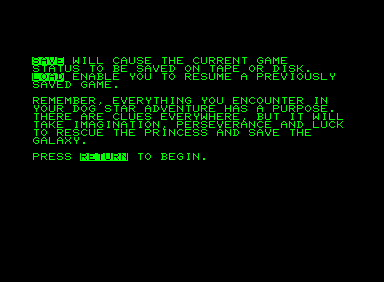 SAVE WILL CAUSE THE CURRENT GAME
STATUS TO BE SAVED ON TAPE OR DISK.
LOAD ENABLE YOU TO RESUME A PREVIOUSLY
SAVED GAME.
REMEMBER, EVERYTHING YOU ENCOUNTER IN
YOUR DOG STAR ADVENTURE HAS A PURPOSE.
THERE ARE CLUES EVERYWHERE, BUT IT WILL
TAKE IMAGINATION, PERSEVERANCE AND LUCK
TO RESCUE THE PRINCESS AND SAVE THE
GALAXY.
PRESS RETURN TO BEGIN.